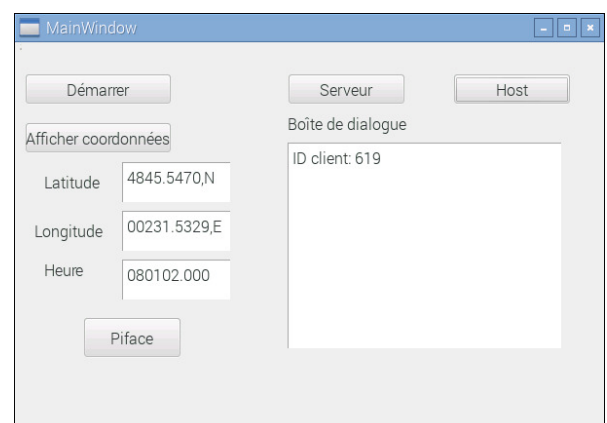 MainWindow
Démarrer
Serveur
Host
Afficher coordonnées
Boîte de dialogue
Latitude
4845.5470,N
ID client: 619
Longitude
00231.5329,E
Heure
080102.000
Piface